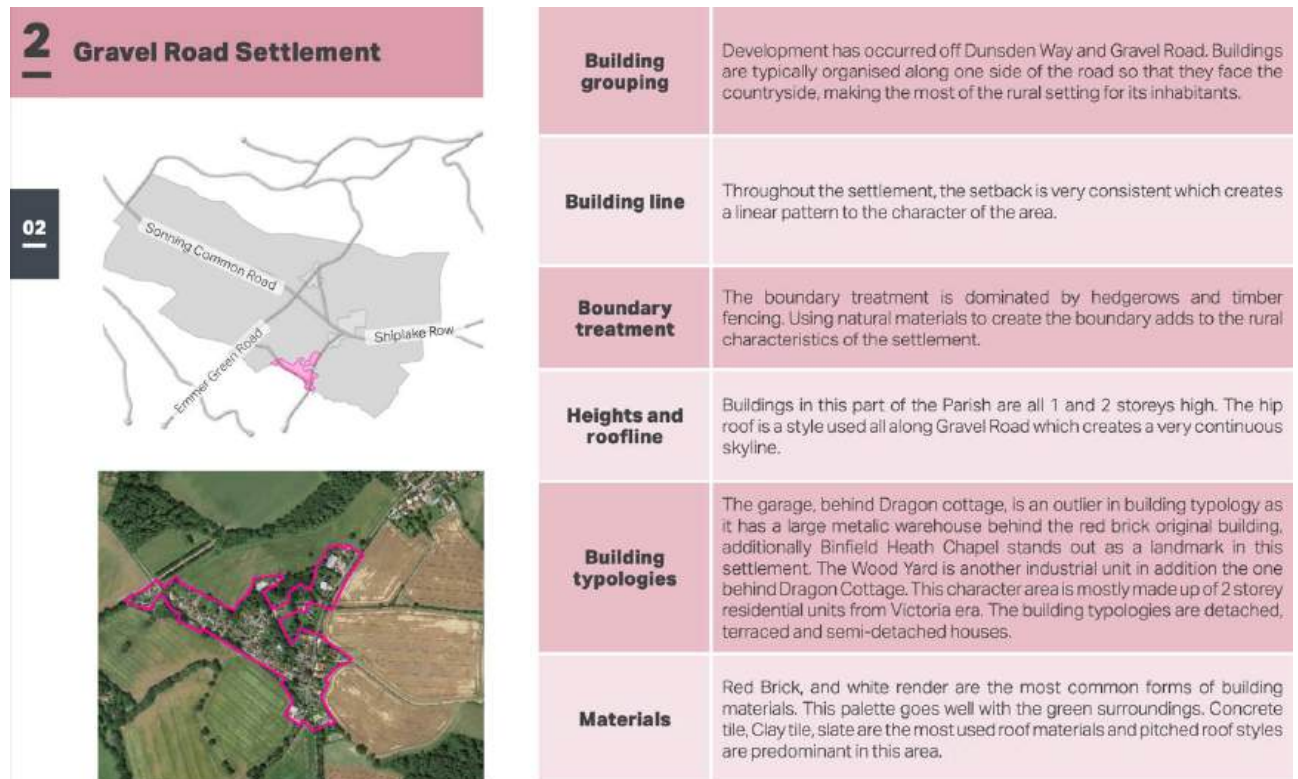 2 Gravel Road Settlement
02
Sonning Common Road
Shiplake Row
Emmer Green Road
Building
grouping
Development has occurred off Dunsden Way and Gravel Road. Buildings
are typically organised along one side of the road so that they face the
countryside, making the most of the rural setting for its inhabitants.
Building line
Throughout the settlement, the setback is very consistent which creates
a linear pattern to the character of the area.
Boundary
treatment
The boundary treatment is dominated by hedgerows and timber
fencing. Using natural materials to create the boundary adds to the rural
characteristics of the settlement.
Heights and
roofline
Buildings in this part of the Parish are all 1 and 2 storeys high. The hip
roof is a style used all along Gravel Road which creates a very continuous
skyline.
Building
typologies
The garage, behind Dragon cottage, is an outlier in building typology as
it has a large metalic warehouse behind the red brick original building,
additionally Binfield Heath Chapel stands out as a landmark in this
settlement. The Wood Yard is another industrial unit in addition the one
behind Dragon Cottage. This character area is mostly made up of 2 storey
residential units from Victoria era. The building typologies are detached,
terraced and semi-detached houses.
Materials
Red Brick, and white render are the most common forms of building
materials. This palette goes well with the green surroundings. Concrete
tile, Clay tile, slate are the most used roof materials and pitched roof styles
are predominant in this area.